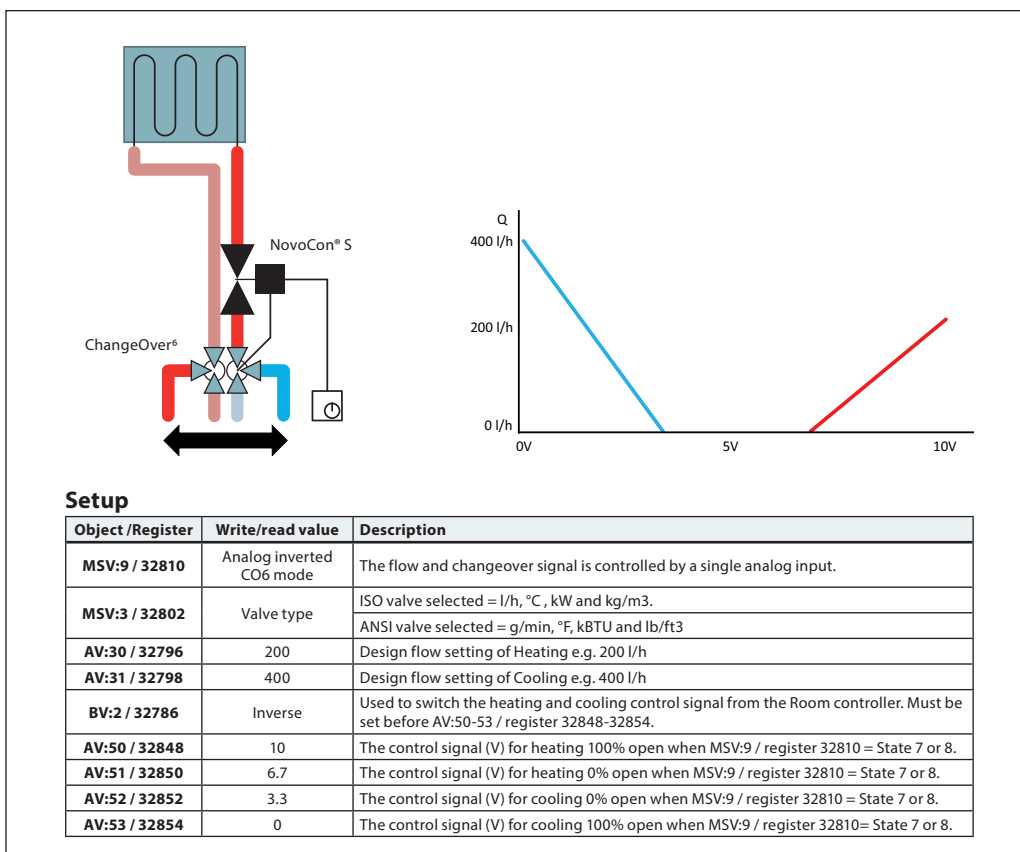 NovoCon® S
ChangeOver⁶
Q
400 l/h
200 l/h
0 l/h
0V 5V 10V
Setup
Object /Register Write/read value Description
MSV:9 / 32810 Analog inverted
CO6 mode The flow and changeover signal is controlled by a single analog input.
MSV:3 / 32802 Valve type ISO valve selected = l/h, °C , kW and kg/m3.
ANSI valve selected = g/min, °F, kBTU and lb/ft3
AV:30 / 32796 200 Design flow setting of Heating e.g. 200 l/h
AV:31 / 32798 400 Design flow setting of Cooling e.g. 400 l/h
BV:2 / 32786 Inverse Used to switch the heating and cooling control signal from the Room controller. Must be
set before AV:50-53 / register 32848-32854.
AV:50 / 32848 10 The control signal (V) for heating 100% open when MSV:9 / register 32810 = State 7 or 8.
AV:51 / 32850 6.7 The control signal (V) for heating 0% open when MSV:9 / register 32810 = State 7 or 8.
AV:52 / 32852 3.3 The control signal (V) for cooling 0% open when MSV:9 / register 32810 = State 7 or 8.
AV:53 / 32854 0 The control signal (V) for cooling 100% open when MSV:9 / register 32810= State 7 or 8.